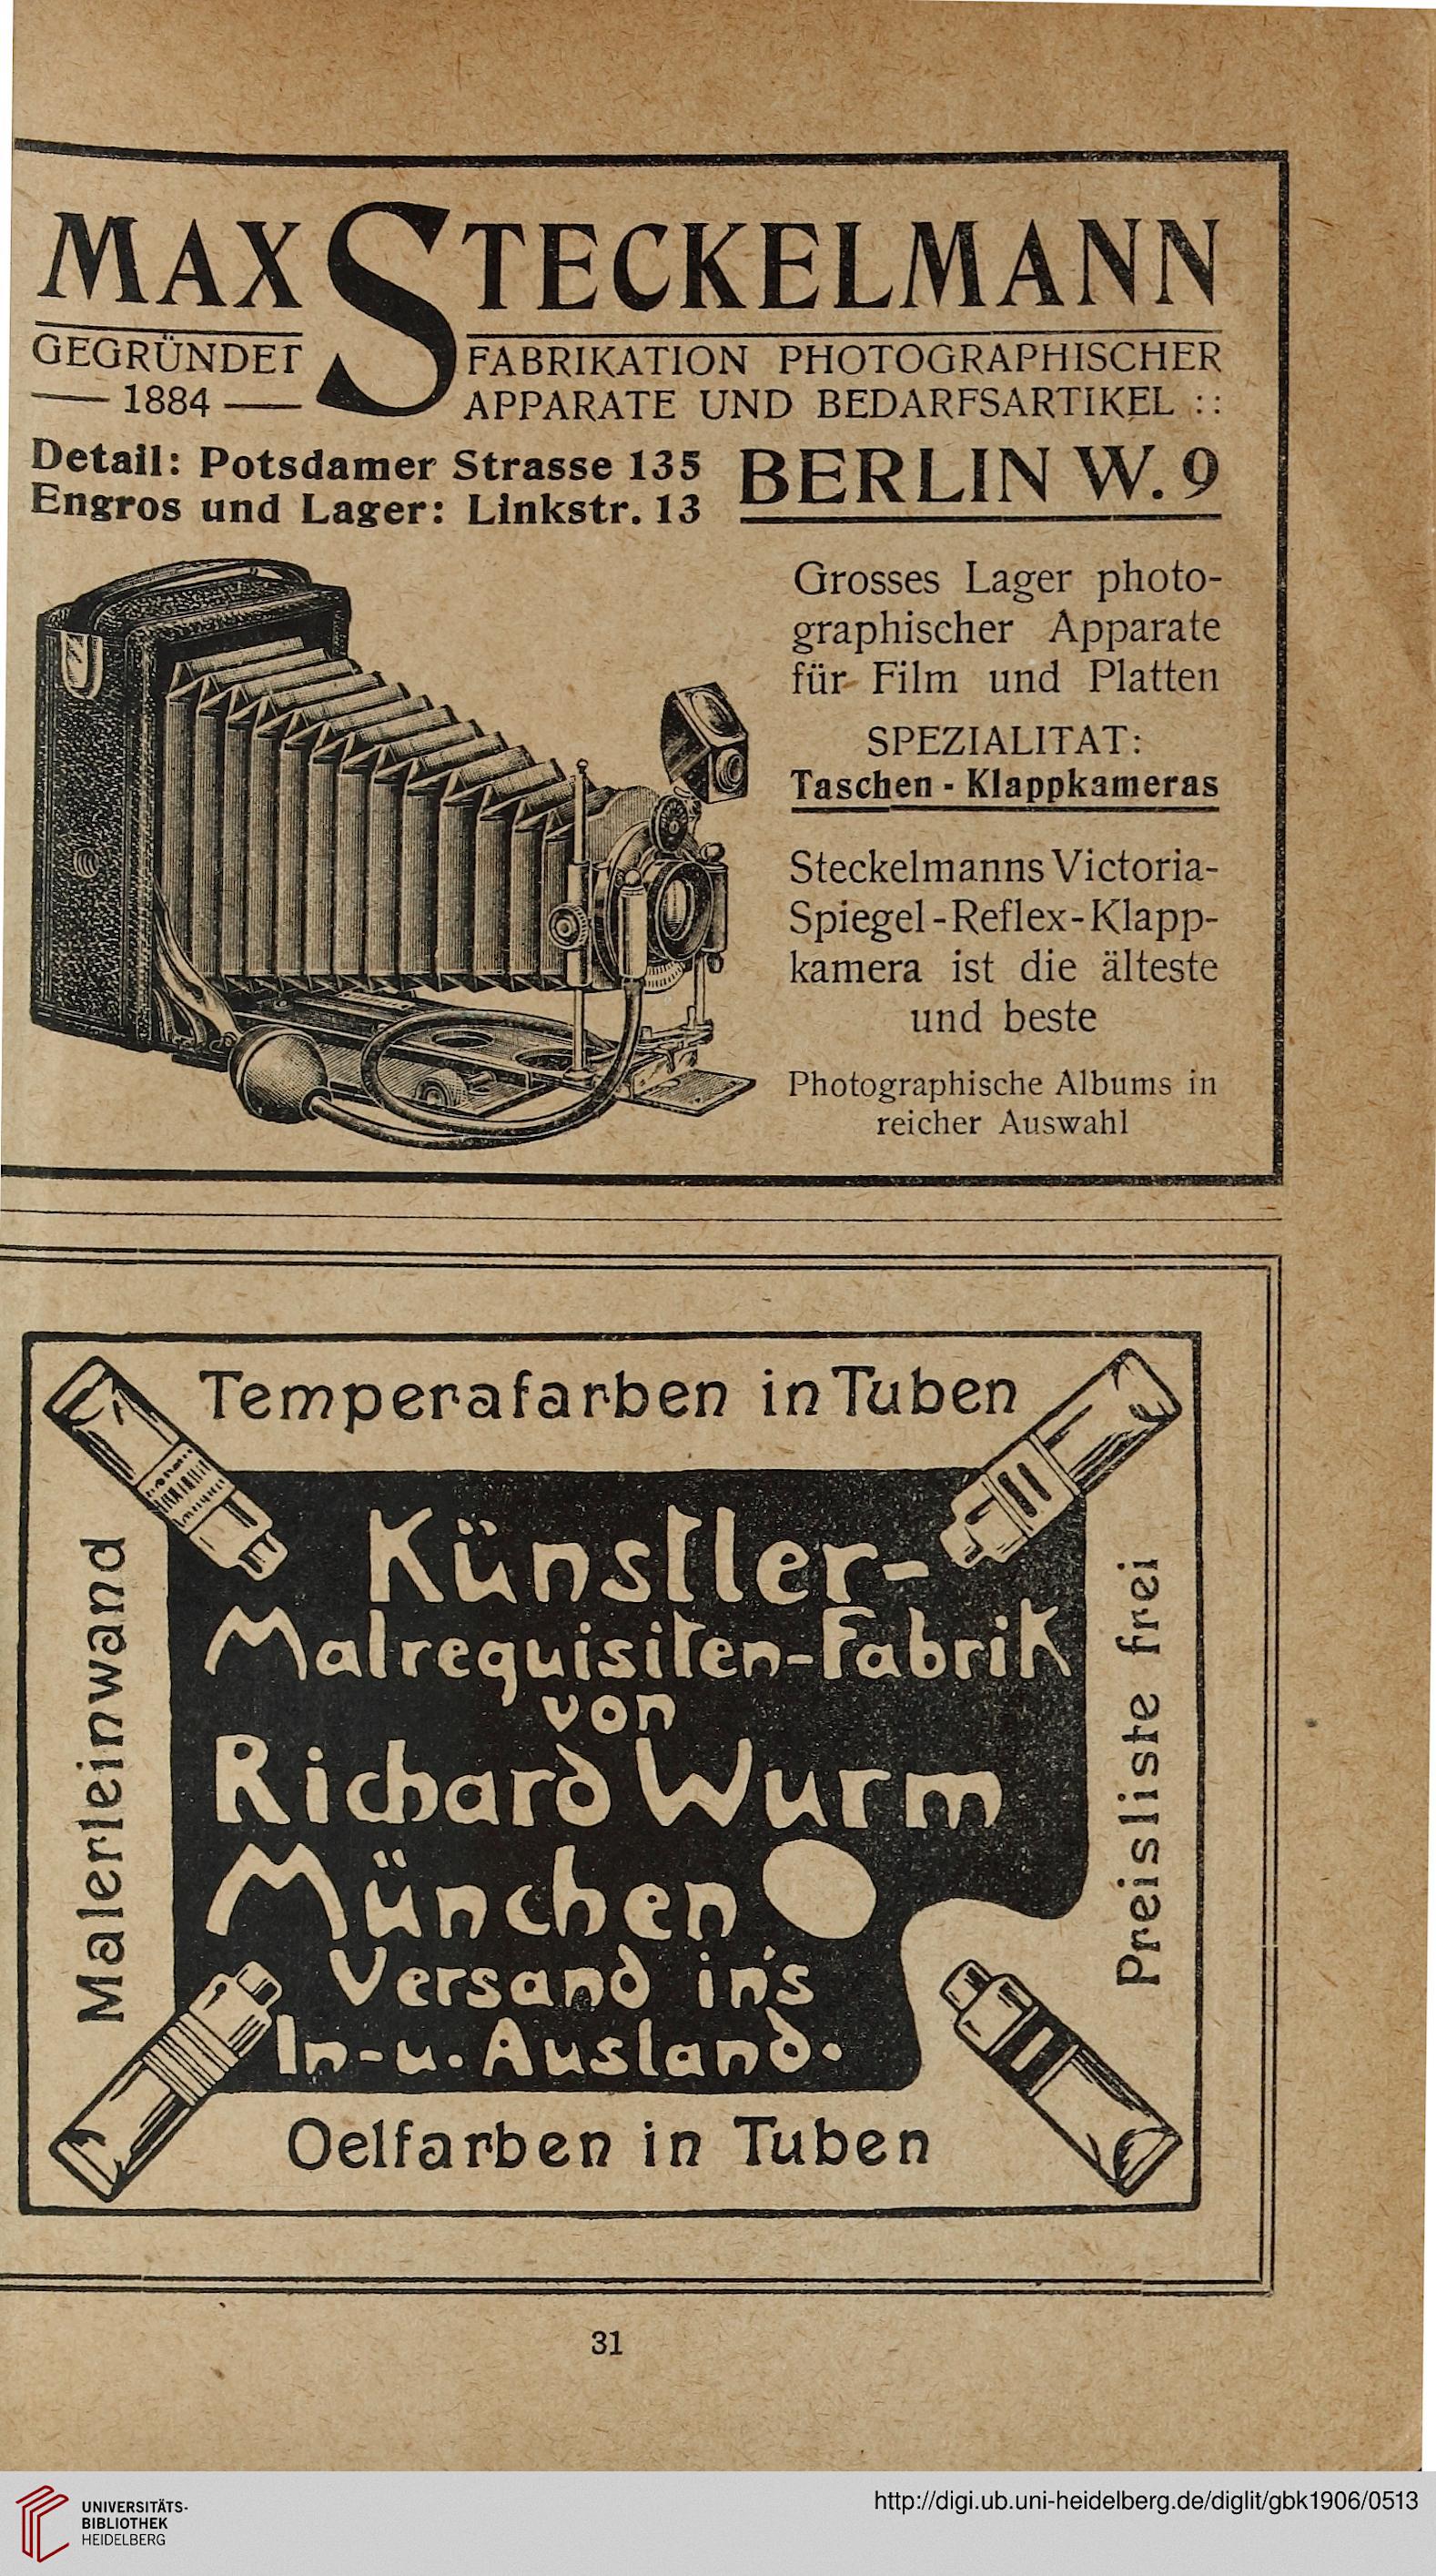 MAX STECKELMANN
GEGRÜNDET
1884
FABRIKATION PHOTOGRAPHISCHER
APPARATE UND BEDARFSARTIKEL ::
Detail: Potsdamer Strasse 135
Engros und Lager: Linkstr. 13
BERLIN W. 9
Grosses Lager photo-
graphischer Apparate
für Film und Platten
SPEZIALITAT:
Taschen - Klappkameras
Steckelmanns Victoria-
Spiegel-Reflex-Klapp-
kamera ist die älteste
und beste
Photographische Albums in
reicher Auswahl
Temperafarben in Tuben
Malerleinwand
Künstler-
Malrequisiten-Fabrik
von
Richard Wurm
München
Versand in's
In-u. Ausland.
Preisliste frei
Oelfarben in Tuben
31
UNIVERSITÄTS-
BIBLIOTHEK
HEIDELBERG
http://digi.ub.uni-heidelberg.de/diglit/gbk1906/0513